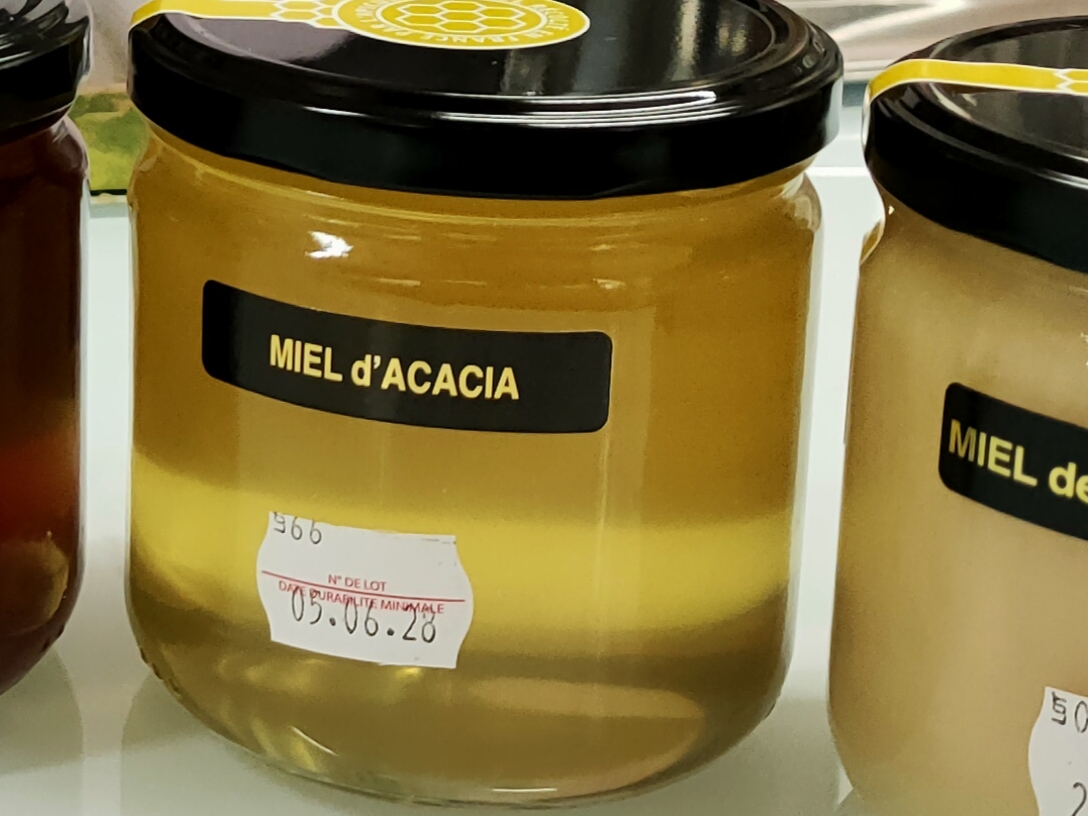 MIEL d'ACACIA
966
N° DE LOT
DATE DURABILITE MINIMALE
05.06.28
MIEL de